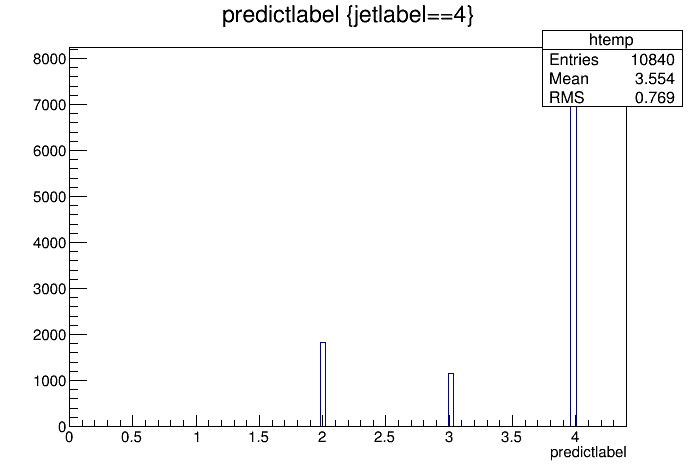 predictlabel {jetlabel==4}
htemp
Entries 10840
Mean 3.554
RMS 0.769
8000
7000
6000
5000
4000
3000
2000
1000
0
0 0.5 1 1.5 2 2.5 3 3.5 4
predictlabel